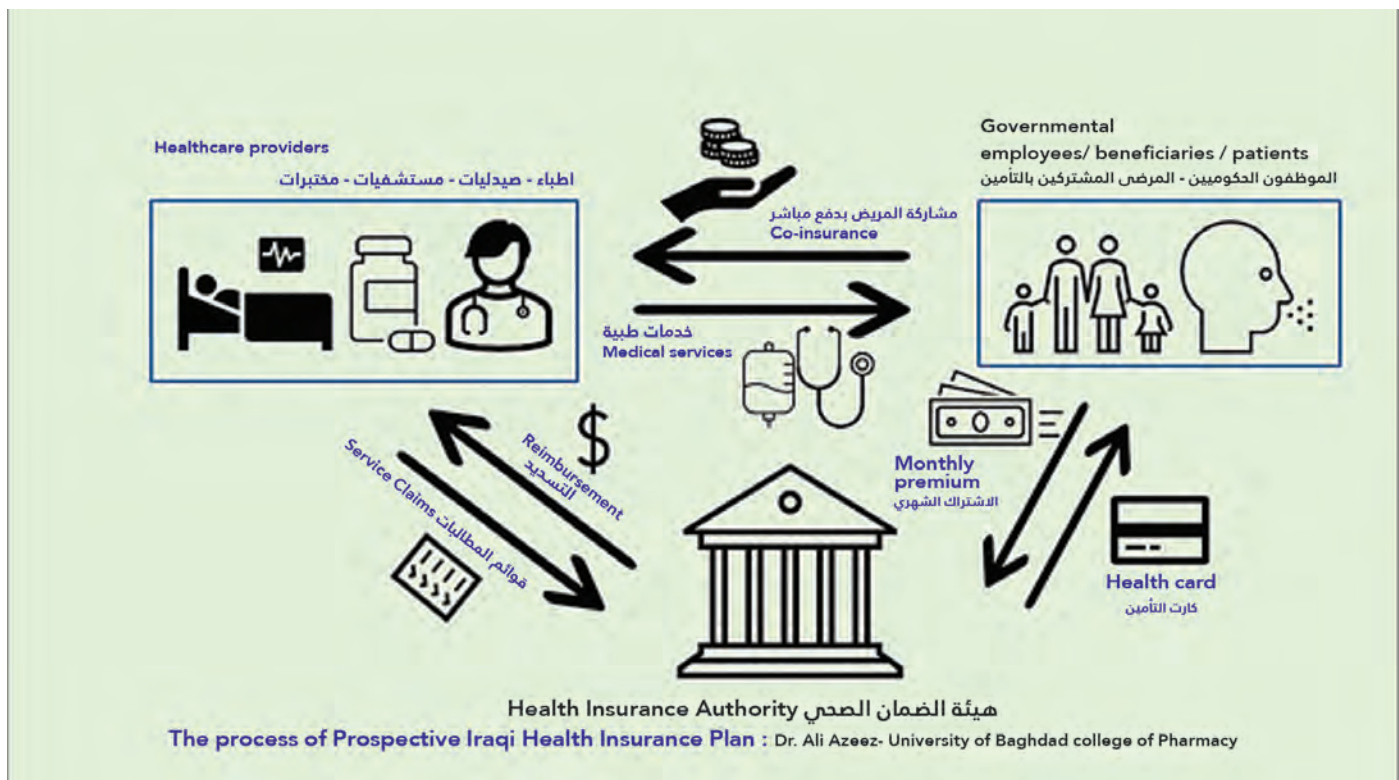 Healthcare providers
اطباء - صيدليات - مستشفيات - مختبرات
Governmental
employees/ beneficiaries / patients
الموظفون الحكوميين - المرضى المشتركين بالتأمين
مشاركة المريض بدفع مباشر
Co-insurance
خدمات طبية
Medical services
$
Reimbursement
التسديد
Service Claims قوائم المطالبات
Monthly
premium
الاشتراك الشهري
Health card
كارت التأمين
Health Insurance Authority هيئة الضمان الصحي
The process of Prospective Iraqi Health Insurance Plan : Dr. Ali Azeez- University of Baghdad college of Pharmacy